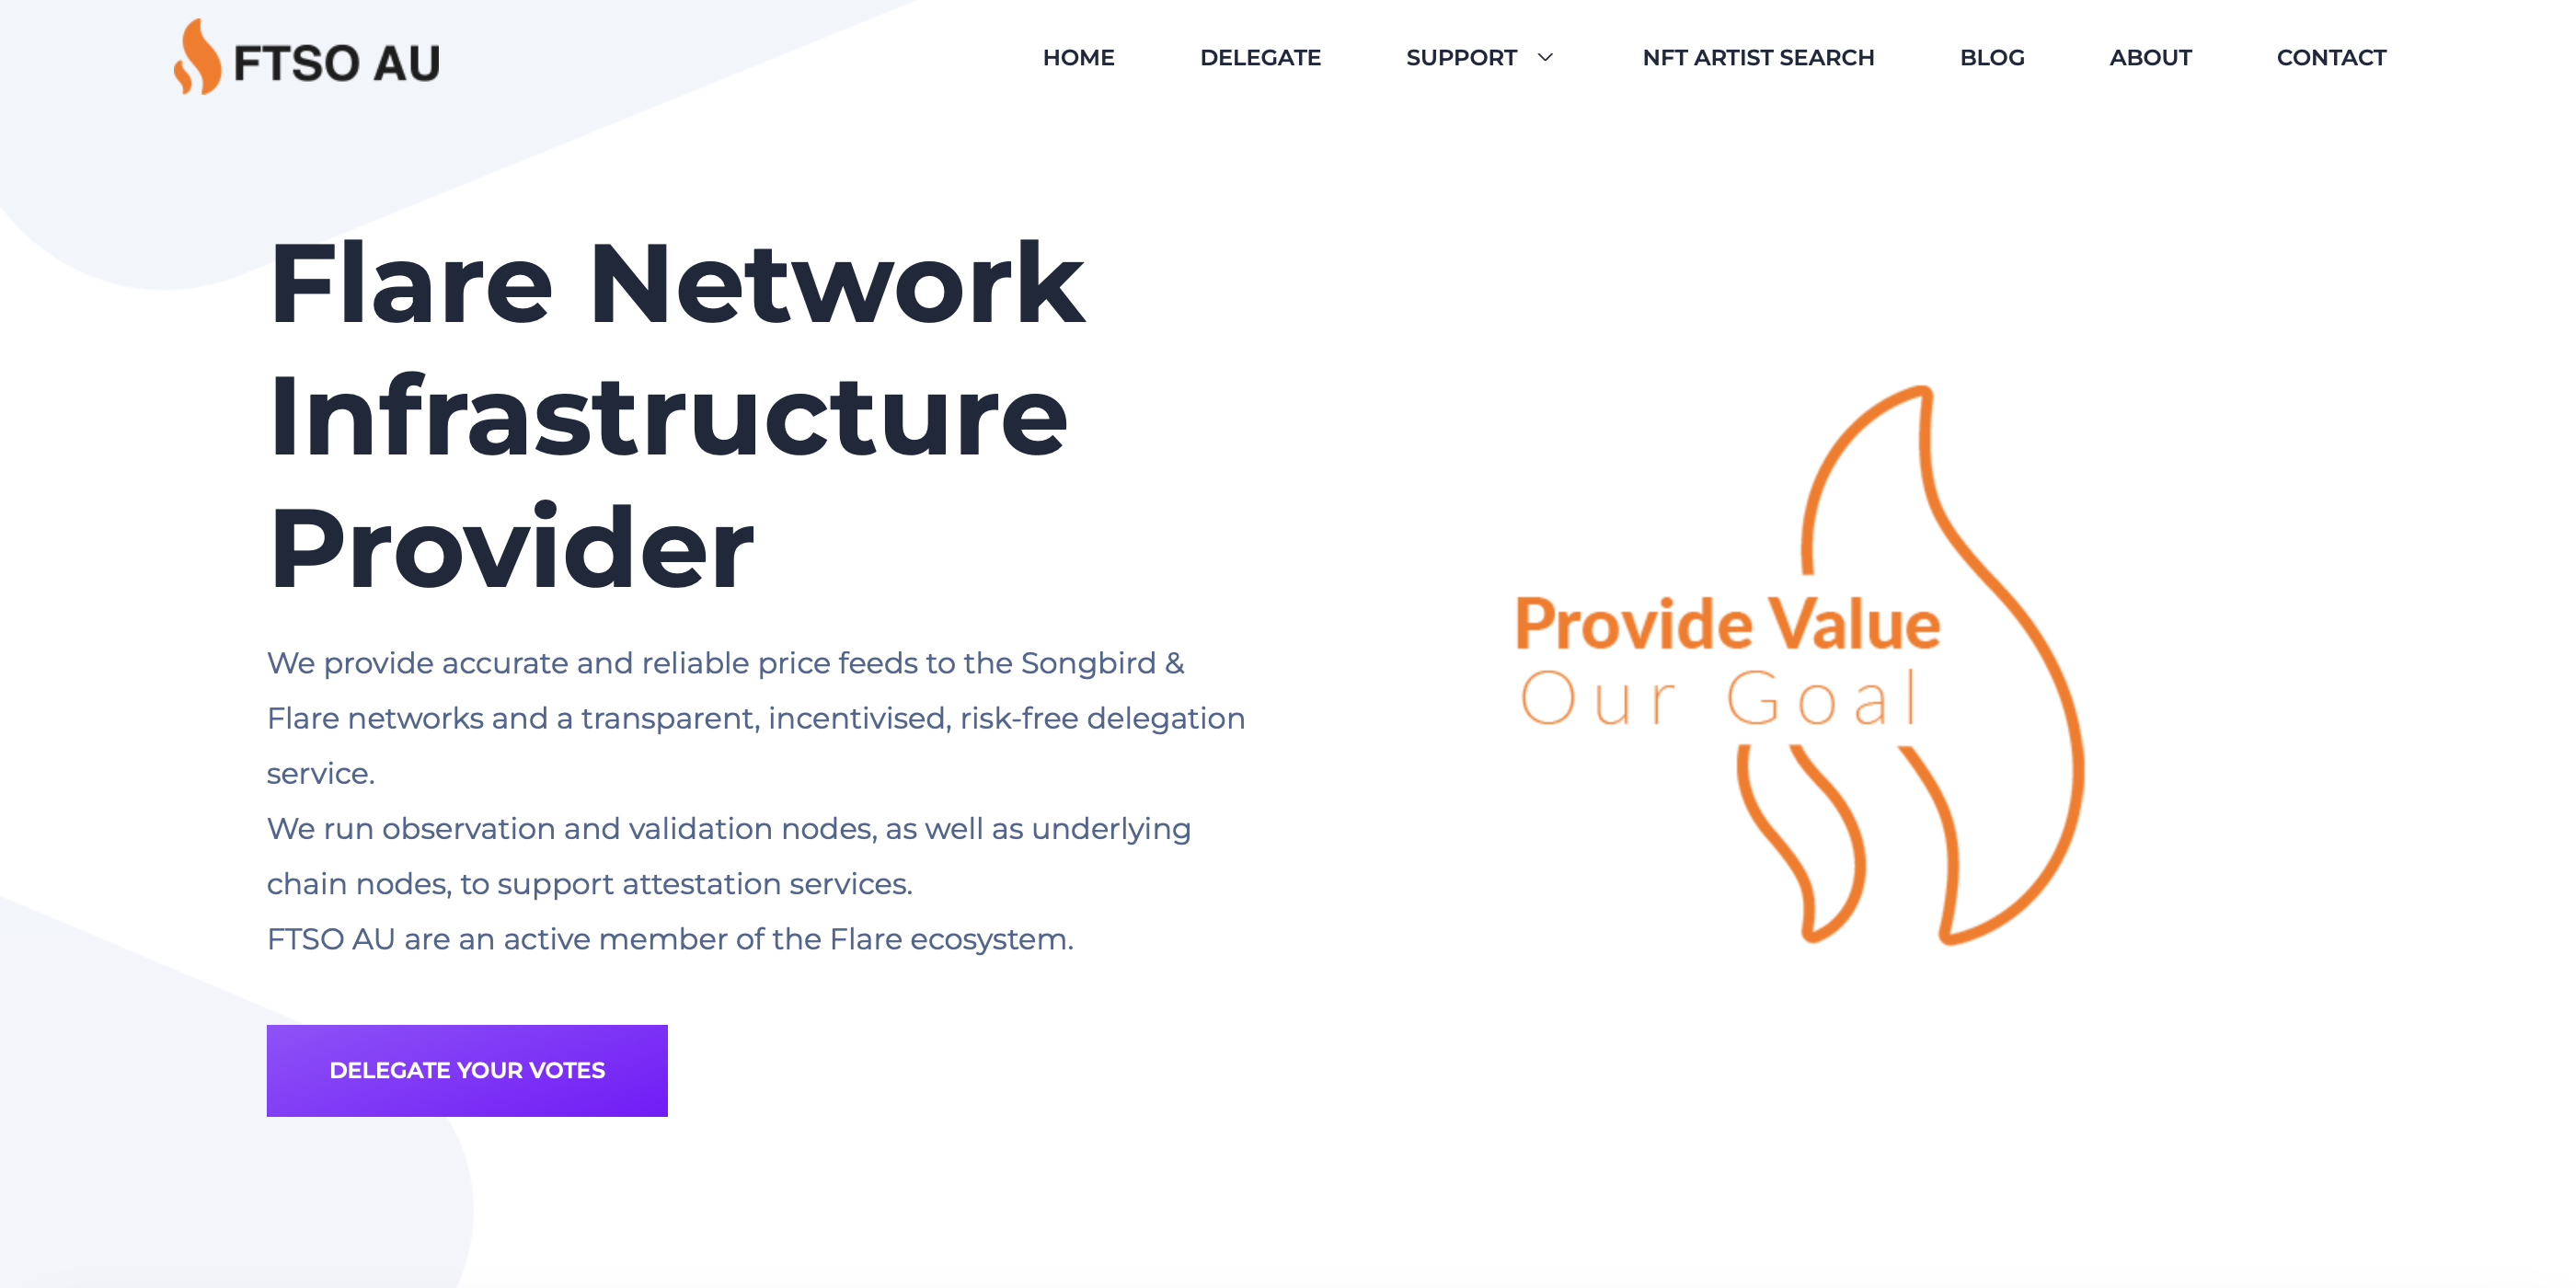 FTSO AU
HOME
DELEGATE
SUPPORT
NFT ARTIST SEARCH
BLOG
ABOUT
CONTACT
Flare Network
Infrastructure
Provider
We provide accurate and reliable price feeds to the Songbird &
Flare networks and a transparent, incentivised, risk-free delegation
service.
We run observation and validation nodes, as well as underlying
chain nodes, to support attestation services.
FTSO AU are an active member of the Flare ecosystem.
DELEGATE YOUR VOTES
Provide Value
Our Goal